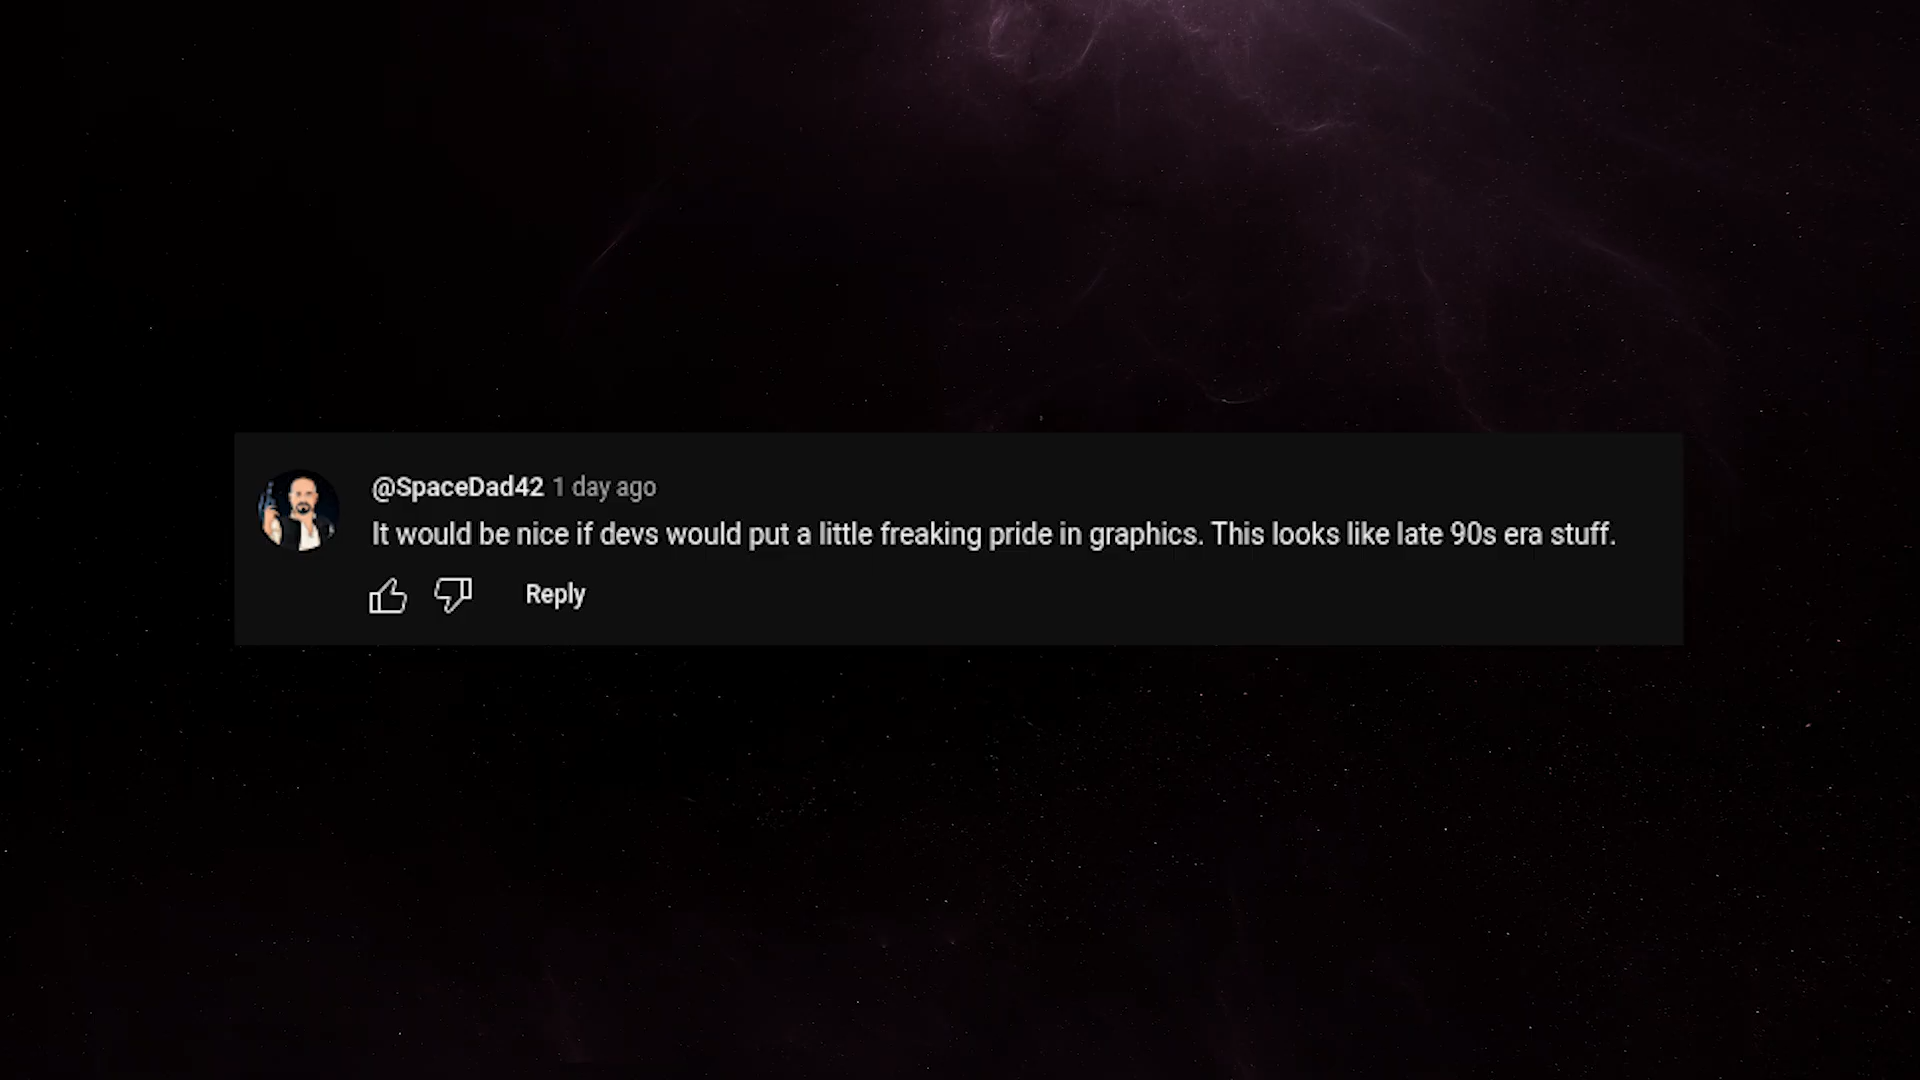 @SpaceDad42 1 day ago
It would be nice if devs would put a little freaking pride in graphics. This looks like late 90s era stuff.
Reply